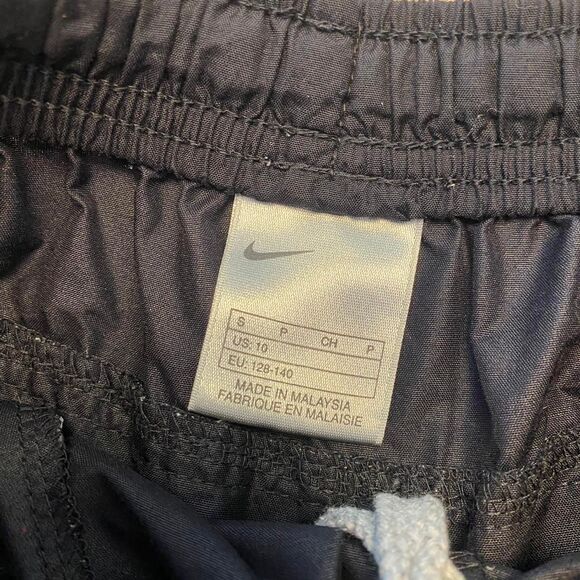 S P CH P
US: 10
EU: 128-140
MADE IN MALAYSIA
FABRIQUE EN MALAISIE